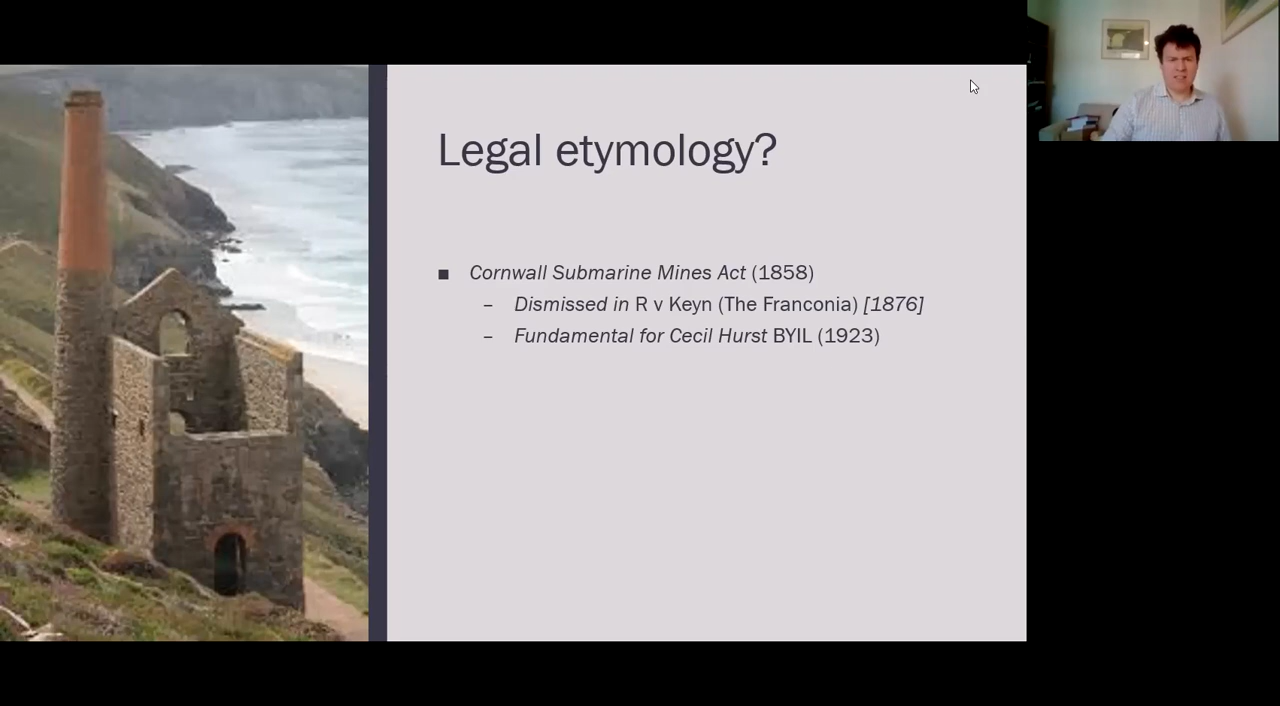 Legal etymology?
■ Cornwall Submarine Mines Act (1858)
– Dismissed in R v Keyn (The Franconia) [1876]
– Fundamental for Cecil Hurst BYIL (1923)